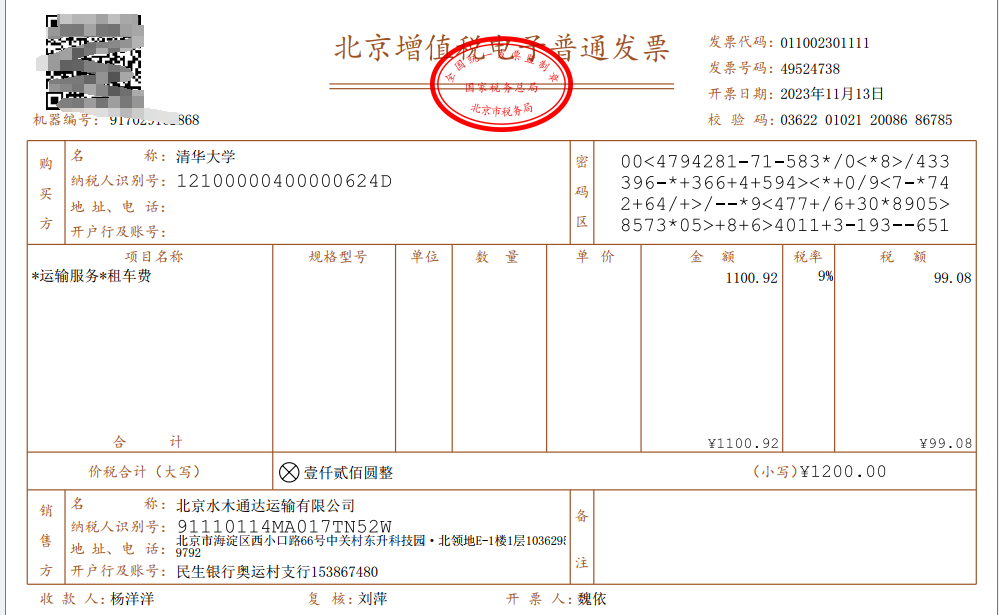 北京增值税电子普通发票
全国统一发票监制章
国家税务总局
北京市税务局
发票代码：011002301111
发票号码：49524738
开票日期：2023年11月13日
校 验 码：03622 01021 20086 86785
机器编号：
购买方
名 称：清华大学
纳税人识别号：12100000400000624D
地 址、电 话：
开户行及账号：
密码区
00<4794281-71-583*/0<*8>/433
396-*+366+4+594><*+0/9<7-*74
2+64/+>/--*9<477+/6+30*8905>
8573*05>+8+6>4011+3-193--651
项目名称 规格型号 单位 数 量 单 价 金 额 税率 税 额
*运输服务*租车费 1100.92 9% 99.08
合 计 ¥1100.92 ¥99.08
价税合计（大写） ⊗壹仟贰佰圆整 （小写）¥1200.00
销售方
名 称：北京水木通达运输有限公司
纳税人识别号：91110114MA017TN52W
地 址、电 话：北京市海淀区西小口路66号中关村东升科技园·北领地E-1楼1层1036295
9792
开户行及账号：民生银行奥运村支行153867480
备注
收 款 人：杨洋洋 复 核：刘萍 开 票 人：魏依